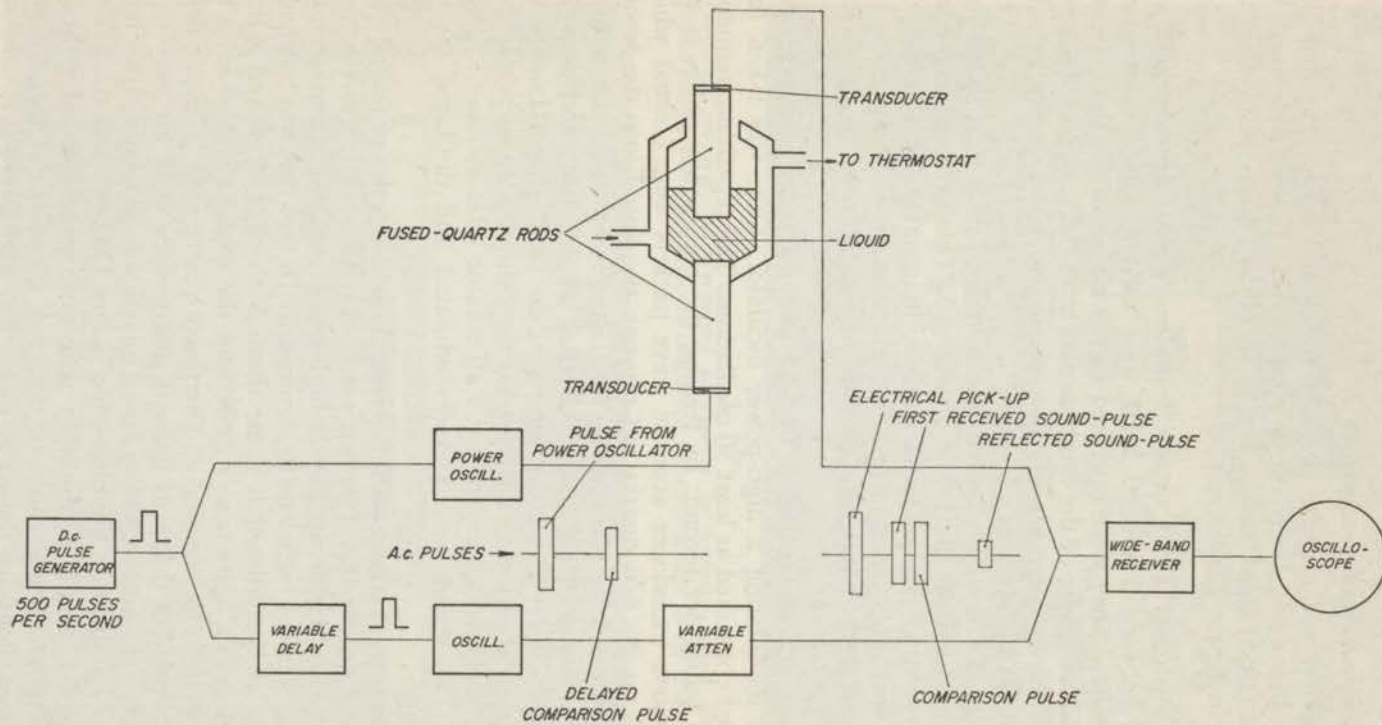 TRANSDUCER
TO THERMOSTAT
FUSED-QUARTZ RODS
LIQUID
TRANSDUCER
ELECTRICAL PICK-UP
FIRST RECEIVED SOUND-PULSE
REFLECTED SOUND-PULSE
PULSE FROM
POWER OSCILLATOR
POWER
OSCILL.
D.c.
PULSE
GENERATOR
A.c. PULSES
WIDE-BAND
RECEIVER
OSCILLO-
SCOPE
500 PULSES
PER SECOND
VARIABLE
DELAY
OSCILL.
VARIABLE
ATTEN
DELAYED
COMPARISON PULSE
COMPARISON PULSE